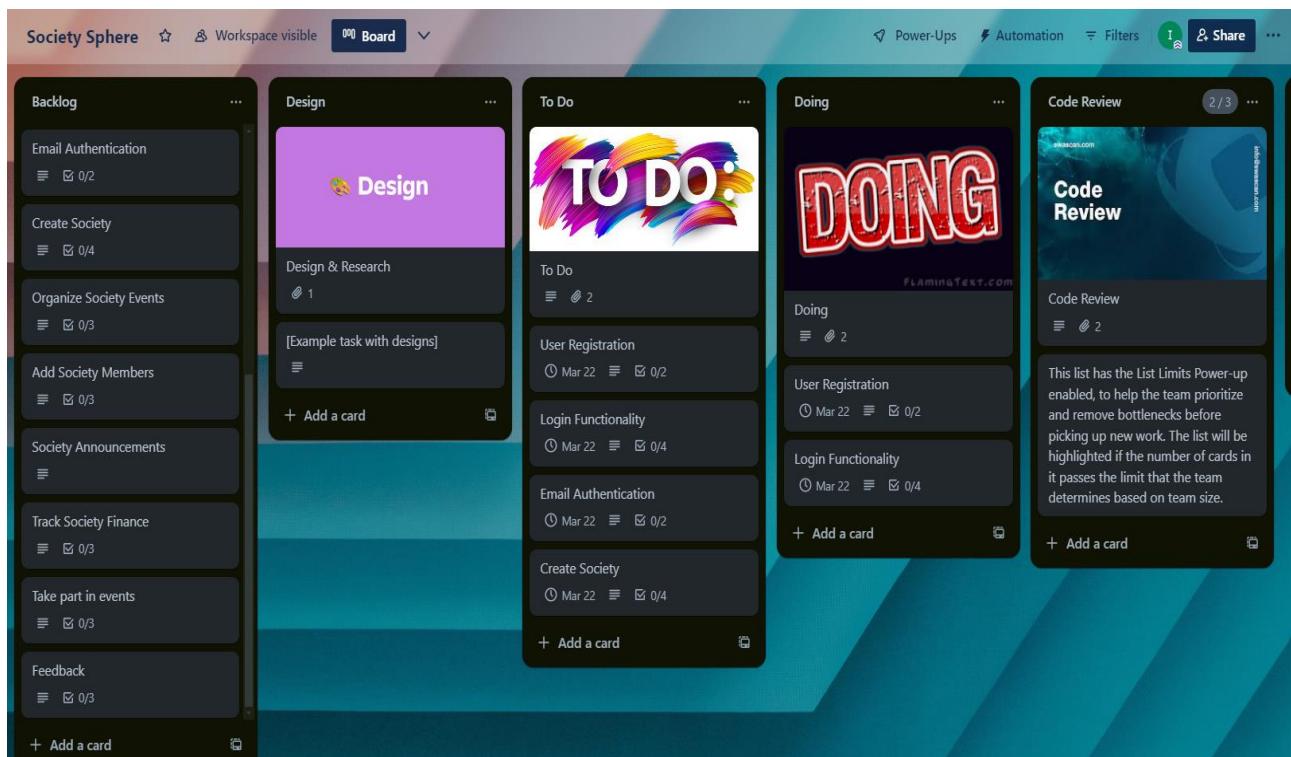 Society Sphere
Workspace visible
Board
Power-Ups
Automation
Filters
I
Share
Backlog
Email Authentication
0/2
Create Society
0/4
Organize Society Events
0/3
Add Society Members
0/3
Society Announcements
Track Society Finance
0/3
Take part in events
0/3
Feedback
0/3
+ Add a card
Design
Design
Design & Research
1
[Example task with designs]
+ Add a card
To Do
TO DO:
To Do
2
User Registration
Mar 22 0/2
Login Functionality
Mar 22 0/4
Email Authentication
Mar 22 0/2
Create Society
Mar 22 0/4
+ Add a card
Doing
DOING
FLAMINGTEXT.COM
Doing
2
User Registration
Mar 22 0/2
Login Functionality
Mar 22 0/4
+ Add a card
Code Review
2 / 3
swascan.com
info@swascan.com
Code
Review
Code Review
2
This list has the List Limits Power-up
enabled, to help the team prioritize
and remove bottlenecks before
picking up new work. The list will be
highlighted if the number of cards in
it passes the limit that the team
determines based on team size.
+ Add a card